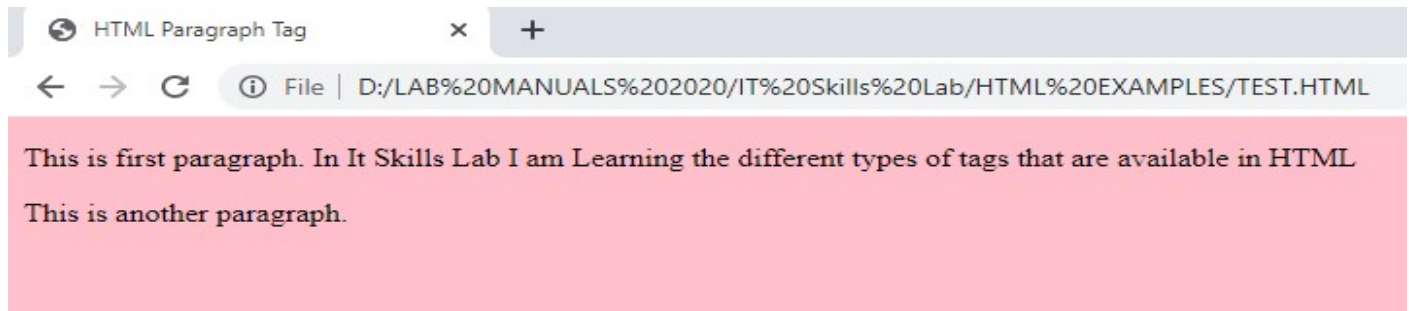 HTML Paragraph Tag
File | D:/LAB%20MANUALS%202020/IT%20Skills%20Lab/HTML%20EXAMPLES/TEST.HTML
This is first paragraph. In It Skills Lab I am Learning the different types of tags that are available in HTML
This is another paragraph.